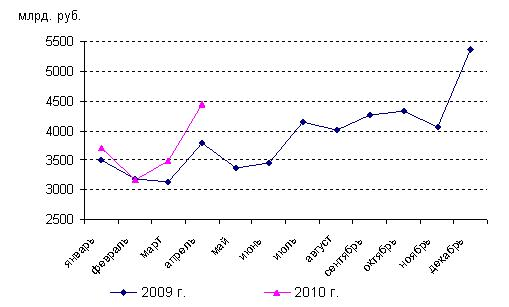 млрд. руб.
5500
5000
4500
4000
3500
3000
2500
январь
февраль
март
апрель
май
июнь
июль
август
сентябрь
октябрь
ноябрь
декабрь
2009 г.
2010 г.